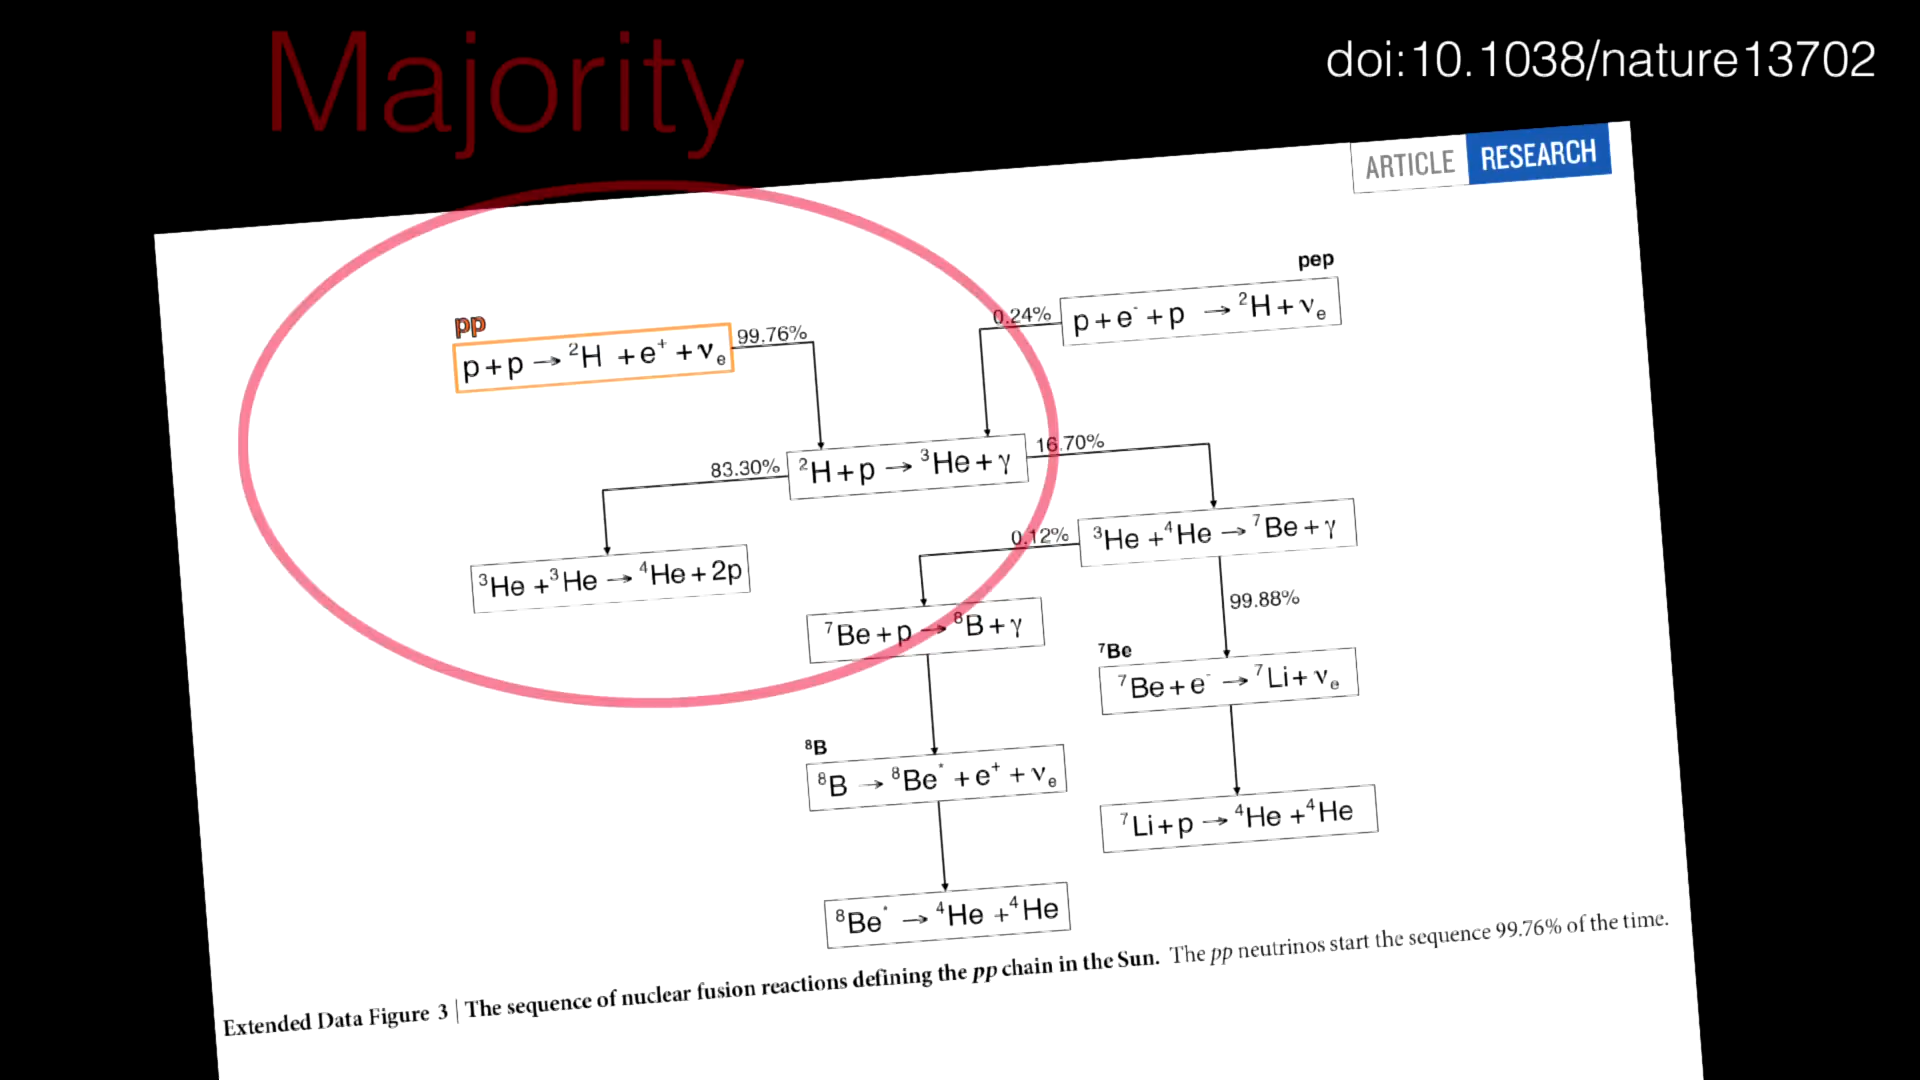 Majority
doi:10.1038/nature13702
ARTICLE RESEARCH
pep
0.24% p + e⁻ + p → ²H + νₑ
pp
p + p → ²H + e⁺ + νₑ 99.76%
83.30% ²H + p → ³He + γ 16.70%
0.12% ³He + ⁴He → ⁷Be + γ
³He + ³He → ⁴He + 2p
99.88%
⁷Be + p → ⁸B + γ
⁷Be
⁷Be + e⁻ → ⁷Li + νₑ
⁸B
⁸B → ⁸Be* + e⁺ + νₑ
⁷Li + p → ⁴He + ⁴He
⁸Be* → ⁴He + ⁴He
Extended Data Figure 3 | The sequence of nuclear fusion reactions defining the pp chain in the Sun. The pp neutrinos start the sequence 99.76% of the time.